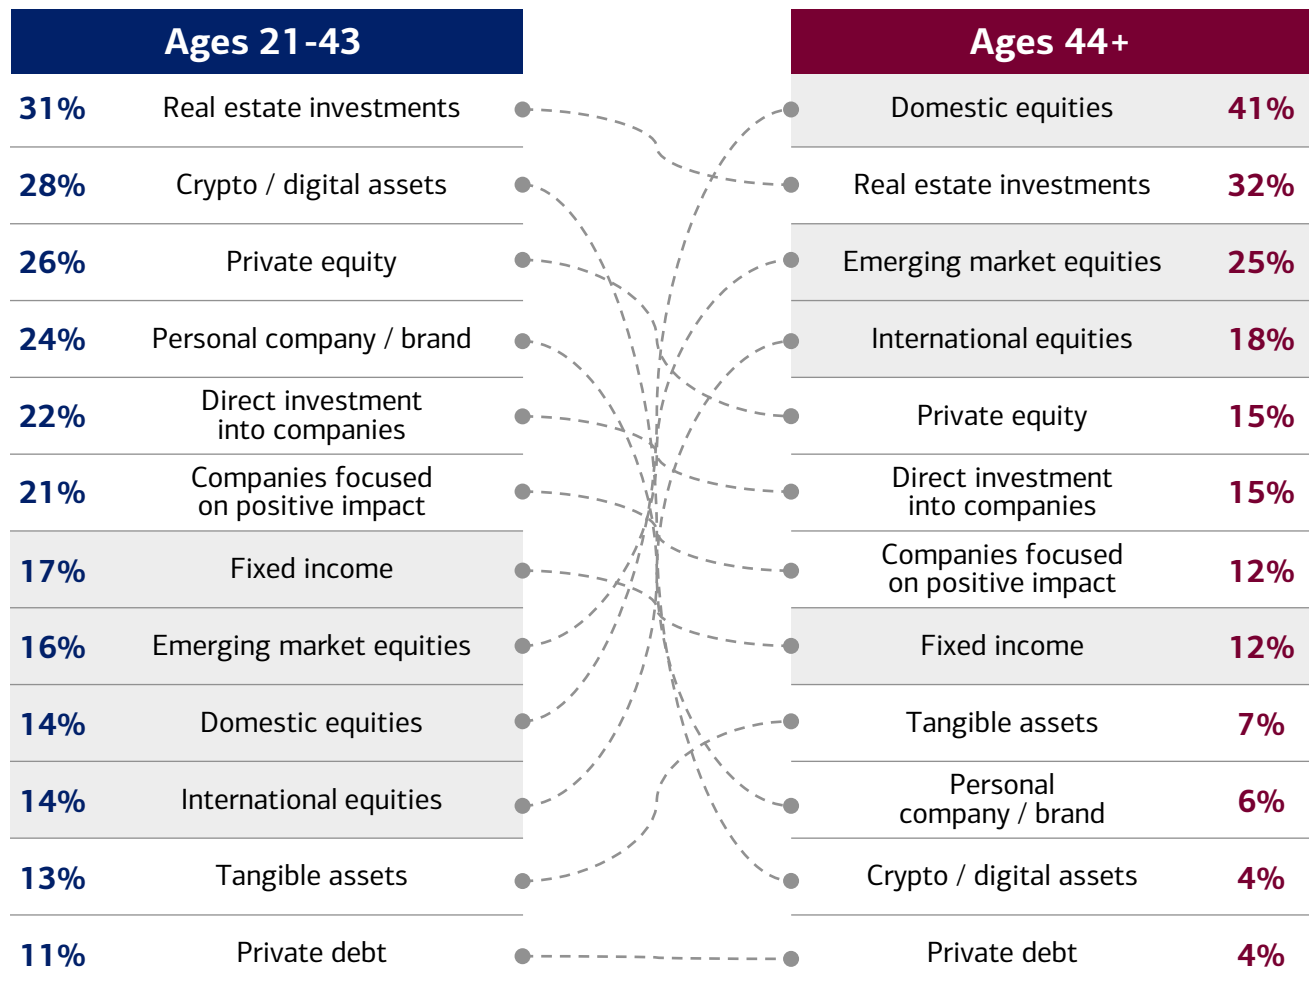 Ages 21-43
31% Real estate investments
28% Crypto / digital assets
26% Private equity
24% Personal company / brand
22% Direct investment
into companies
21% Companies focused
on positive impact
17% Fixed income
16% Emerging market equities
14% Domestic equities
14% International equities
13% Tangible assets
11% Private debt
Ages 44+
Domestic equities 41%
Real estate investments 32%
Emerging market equities 25%
International equities 18%
Private equity 15%
Direct investment
into companies 15%
Companies focused
on positive impact 12%
Fixed income 12%
Tangible assets 7%
Personal
company / brand 6%
Crypto / digital assets 4%
Private debt 4%